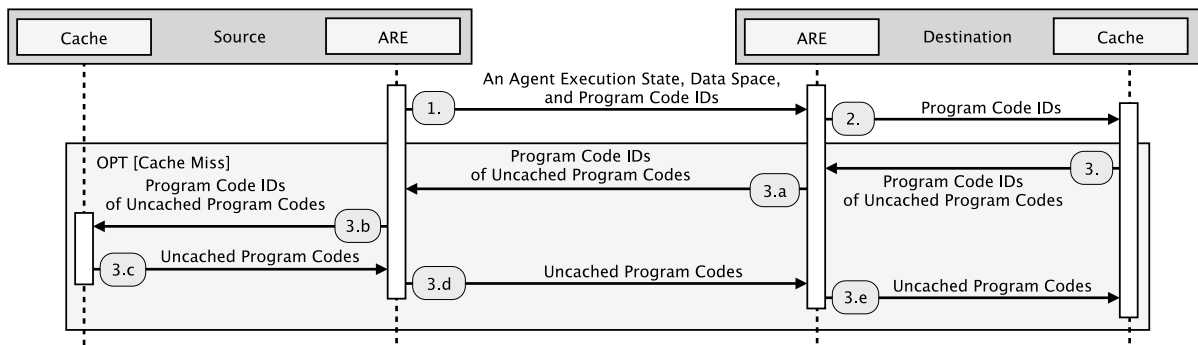 Cache
Source
ARE
ARE
Destination
Cache
An Agent Execution State, Data Space,
and Program Code IDs
1.
2.
Program Code IDs
OPT [Cache Miss]
Program Code IDs
of Uncached Program Codes
3.a
3.
Program Code IDs
of Uncached Program Codes
Program Code IDs
of Uncached Program Codes
3.b
3.c
Uncached Program Codes
3.d
Uncached Program Codes
3.e
Uncached Program Codes